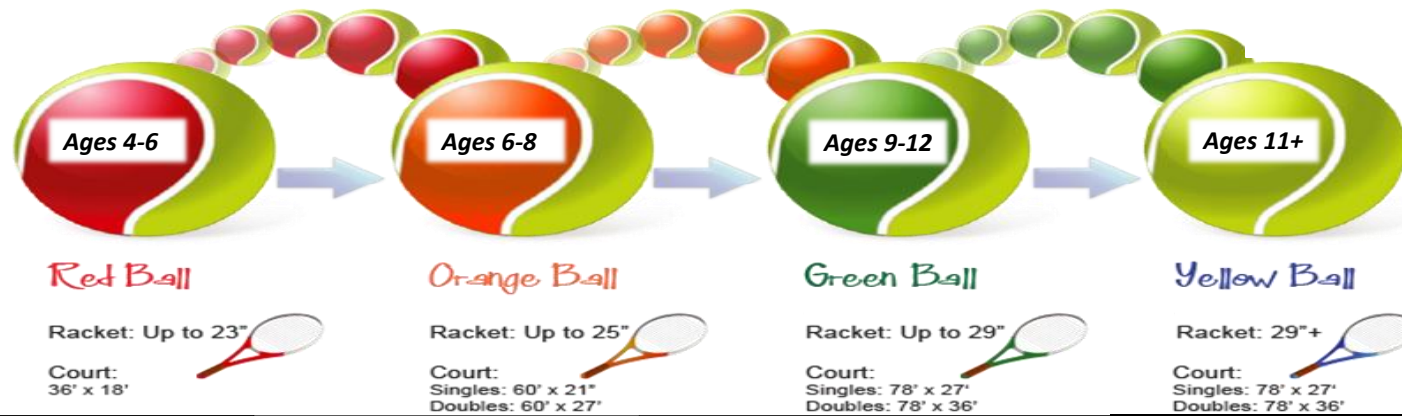 Ages 4-6
Ages 6-8
Ages 9-12
Ages 11+
Red Ball
Racket: Up to 23"
Court:
36' x 18'
Orange Ball
Racket: Up to 25"
Court:
Singles: 60' x 21"
Doubles: 60' x 27'
Green Ball
Racket: Up to 29"
Court:
Singles: 78' x 27'
Doubles: 78' x 36'
Yellow Ball
Racket: 29"+
Court:
Singles: 78' x 27'
Doubles: 78' x 36'